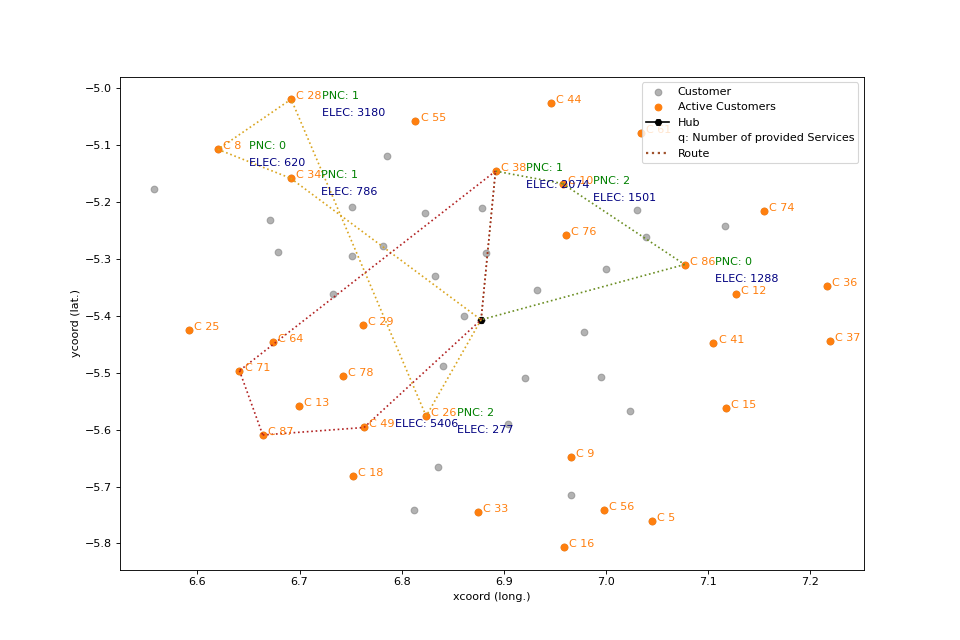 Customer
Active Customers
Hub
q: Number of provided Services
Route
C 28
PNC: 1
ELEC: 3180
C 44
C 55
C 8
PNC: 0
ELEC: 620
C 34
PNC: 1
ELEC: 786
C 38
PNC: 1
ELEC: 2074
C 10
PNC: 2
ELEC: 1501
C 74
C 76
C 86
PNC: 0
ELEC: 1288
C 12
C 36
C 25
C 29
C 64
C 41
C 37
C 71
C 78
C 13
C 15
C 26
PNC: 2
ELEC: 277
C 49
ELEC: 5406
C 87
C 9
C 18
C 33
C 56
C 5
C 16
−5.0
−5.1
−5.2
−5.3
−5.4
−5.5
−5.6
−5.7
−5.8
ycoord (lat.)
6.6
6.7
6.8
6.9
7.0
7.1
7.2
xcoord (long.)